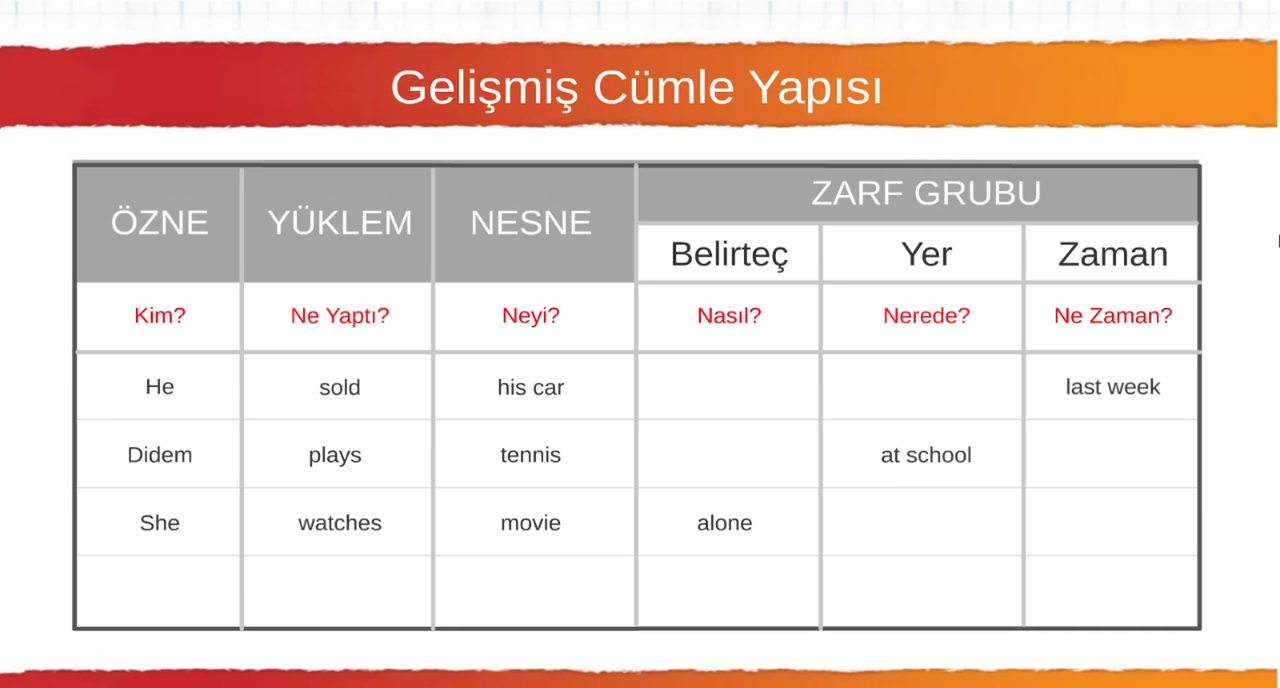 Gelişmiş Cümle Yapısı
ÖZNE YÜKLEM NESNE ZARF GRUBU
Belirteç Yer Zaman
Kim? Ne Yaptı? Neyi? Nasıl? Nerede? Ne Zaman?
He sold his car last week
Didem plays tennis at school
She watches movie alone